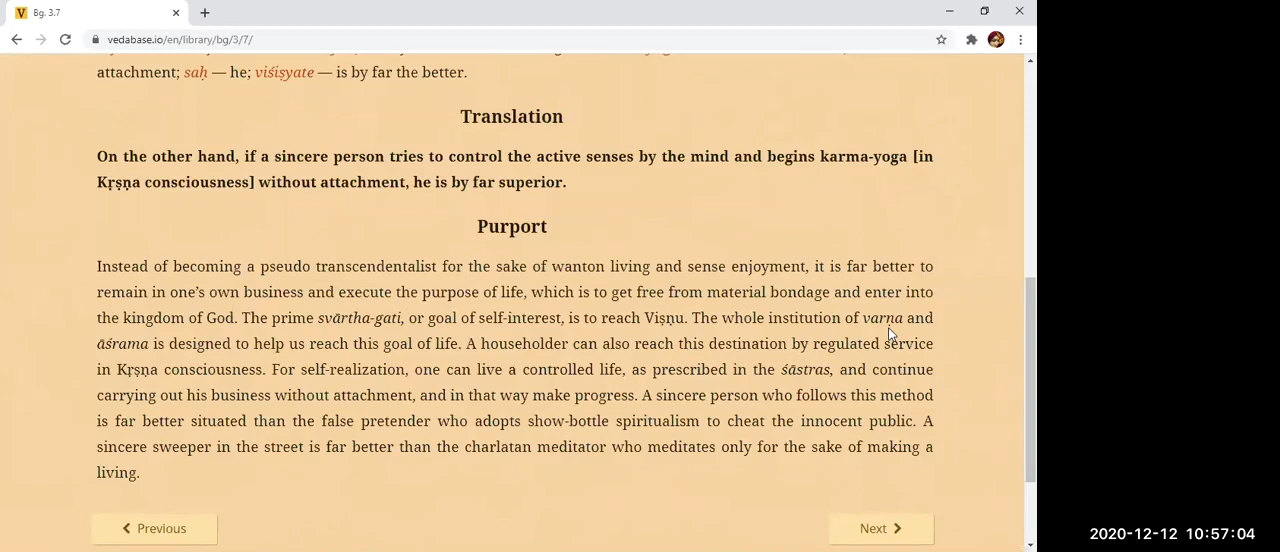 Bg. 3.7
vedabase.io/en/library/bg/3/7/
attachment; saḥ — he; viśiṣyate — is by far the better.
Translation
On the other hand, if a sincere person tries to control the active senses by the mind and begins karma-yoga [in
Kṛṣṇa consciousness] without attachment, he is by far superior.
Purport
Instead of becoming a pseudo transcendentalist for the sake of wanton living and sense enjoyment, it is far better to
remain in one’s own business and execute the purpose of life, which is to get free from material bondage and enter into
the kingdom of God. The prime svārtha-gati, or goal of self-interest, is to reach Viṣṇu. The whole institution of varṇa and
āśrama is designed to help us reach this goal of life. A householder can also reach this destination by regulated service
in Kṛṣṇa consciousness. For self-realization, one can live a controlled life, as prescribed in the śāstras, and continue
carrying out his business without attachment, and in that way make progress. A sincere person who follows this method
is far better situated than the false pretender who adopts show-bottle spiritualism to cheat the innocent public. A
sincere sweeper in the street is far better than the charlatan meditator who meditates only for the sake of making a
living.
Previous
Next
2020-12-12 10:57:04